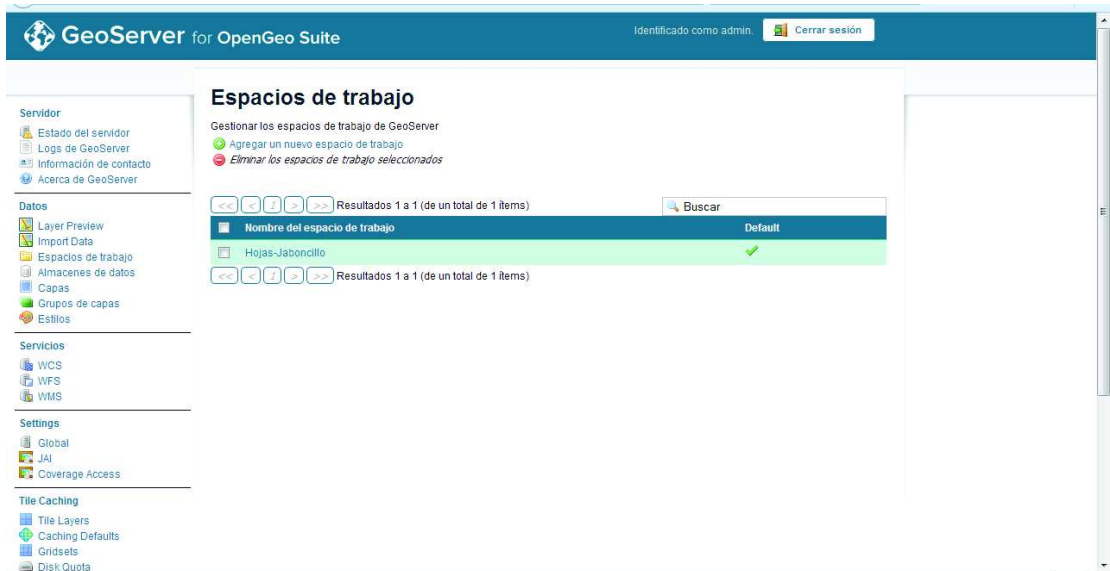 GeoServer for OpenGeo Suite
Identificado como admin.
Cerrar sesión
Servidor
Estado del servidor
Logs de GeoServer
Información de contacto
Acerca de GeoServer
Datos
Layer Preview
Import Data
Espacios de trabajo
Almacenes de datos
Capas
Grupos de capas
Estilos
Servicios
WCS
WFS
WMS
Settings
Global
JAI
Coverage Access
Tile Caching
Tile Layers
Caching Defaults
Gridsets
Disk Quota
Espacios de trabajo
Gestionar los espacios de trabajo de GeoServer
Agregar un nuevo espacio de trabajo
Eliminar los espacios de trabajo seleccionados
<< < 1 > >> Resultados 1 a 1 (de un total de 1 ítems)
Buscar
Nombre del espacio de trabajo Default
Hojas-Jaboncillo
<< < 1 > >> Resultados 1 a 1 (de un total de 1 ítems)